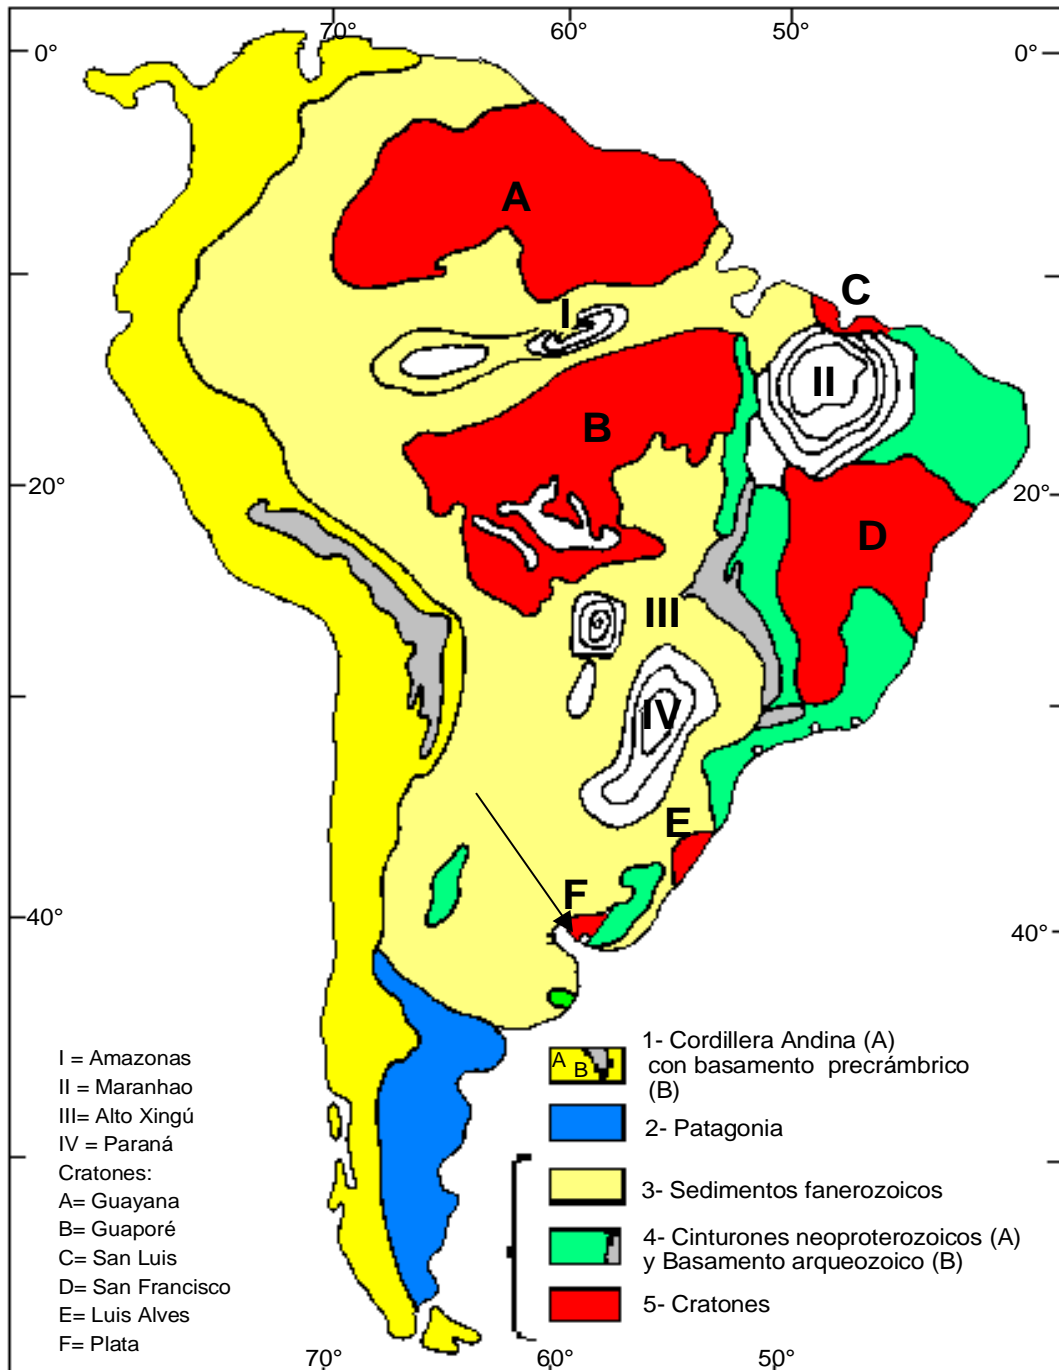 70°
60°
50°
0°
0°
A
C
I
II
B
20°
20°
D
III
IV
E
F
40°
40°
I = Amazonas
II = Maranhao
III= Alto Xingú
IV = Paraná
Cratones:
A= Guayana
B= Guaporé
C= San Luis
D= San Francisco
E= Luis Alves
F= Plata
A
B
1- Cordillera Andina (A)
con basamento precrámbrico
(B)
2- Patagonia
3- Sedimentos fanerozoicos
4- Cinturones neoproterozoicos (A)
y Basamento arqueozoico (B)
5- Cratones
70°
60°
50°